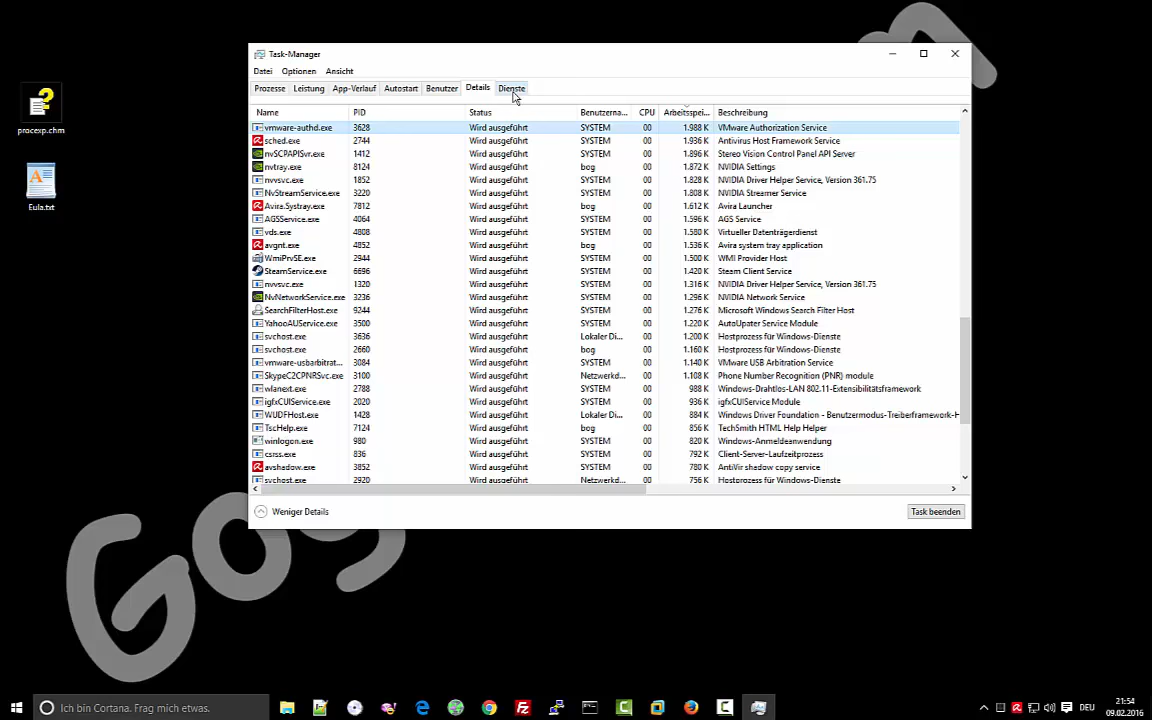 procexp.chm
Eula.txt
Task-Manager
Datei Optionen Ansicht
Prozesse Leistung App-Verlauf Autostart Benutzer Details Dienste
Name PID Status Benutzerna... CPU Arbeitsspei... Beschreibung
vmware-authd.exe 3628 Wird ausgeführt SYSTEM 00 1.988 K VMware Authorization Service
sched.exe 2744 Wird ausgeführt SYSTEM 00 1.936 K Antivirus Host Framework Service
nvSCPAPISvr.exe 1412 Wird ausgeführt SYSTEM 00 1.896 K Stereo Vision Control Panel API Server
nvtray.exe 8124 Wird ausgeführt bog 00 1.872 K NVIDIA Settings
nvvsvc.exe 1852 Wird ausgeführt SYSTEM 00 1.828 K NVIDIA Driver Helper Service, Version 361.75
NvStreamService.exe 3220 Wird ausgeführt SYSTEM 00 1.808 K NVIDIA Streamer Service
Avira.Systray.exe 7812 Wird ausgeführt bog 00 1.612 K Avira Launcher
AGSService.exe 4064 Wird ausgeführt SYSTEM 00 1.596 K AGS Service
vds.exe 4808 Wird ausgeführt SYSTEM 00 1.580 K Virtueller Datenträgerdienst
avgnt.exe 4852 Wird ausgeführt bog 00 1.536 K Avira system tray application
WmiPrvSE.exe 2944 Wird ausgeführt SYSTEM 00 1.500 K WMI Provider Host
SteamService.exe 6696 Wird ausgeführt SYSTEM 00 1.420 K Steam Client Service
nvvsvc.exe 1320 Wird ausgeführt SYSTEM 00 1.316 K NVIDIA Driver Helper Service, Version 361.75
NvNetworkService.exe 3236 Wird ausgeführt SYSTEM 00 1.296 K NVIDIA Network Service
SearchFilterHost.exe 9244 Wird ausgeführt SYSTEM 00 1.276 K Microsoft Windows Search Filter Host
YahooAUService.exe 3500 Wird ausgeführt SYSTEM 00 1.220 K AutoUpater Service Module
svchost.exe 3636 Wird ausgeführt Lokaler Di... 00 1.200 K Hostprozess für Windows-Dienste
svchost.exe 2660 Wird ausgeführt bog 00 1.160 K Hostprozess für Windows-Dienste
vmware-usbarbitrat... 3084 Wird ausgeführt SYSTEM 00 1.140 K VMware USB Arbitration Service
SkypeC2CPNRSvc.exe 3100 Wird ausgeführt Netzwerkd... 00 1.108 K Phone Number Recognition (PNR) module
wlanext.exe 2788 Wird ausgeführt SYSTEM 00 988 K Windows-Drahtlos-LAN 802.11-Extensibilitätsframework
igfxCUIService.exe 2020 Wird ausgeführt SYSTEM 00 936 K igfxCUIService Module
WUDFHost.exe 1428 Wird ausgeführt Lokaler Di... 00 884 K Windows Driver Foundation - Benutzermodus-Treiberframework-H
TscHelp.exe 7124 Wird ausgeführt bog 00 856 K TechSmith HTML Help Helper
winlogon.exe 980 Wird ausgeführt SYSTEM 00 820 K Windows-Anmeldeanwendung
csrss.exe 836 Wird ausgeführt SYSTEM 00 792 K Client-Server-Laufzeitprozess
avshadow.exe 3852 Wird ausgeführt SYSTEM 00 780 K AntiVir shadow copy service
svchost.exe 2920 Wird ausgeführt Netzwerkd... 00 756 K Hostprozess für Windows-Dienste
Weniger Details
Task beenden
Ich bin Cortana. Frag mich etwas.
DEU
21:54
09.02.2016